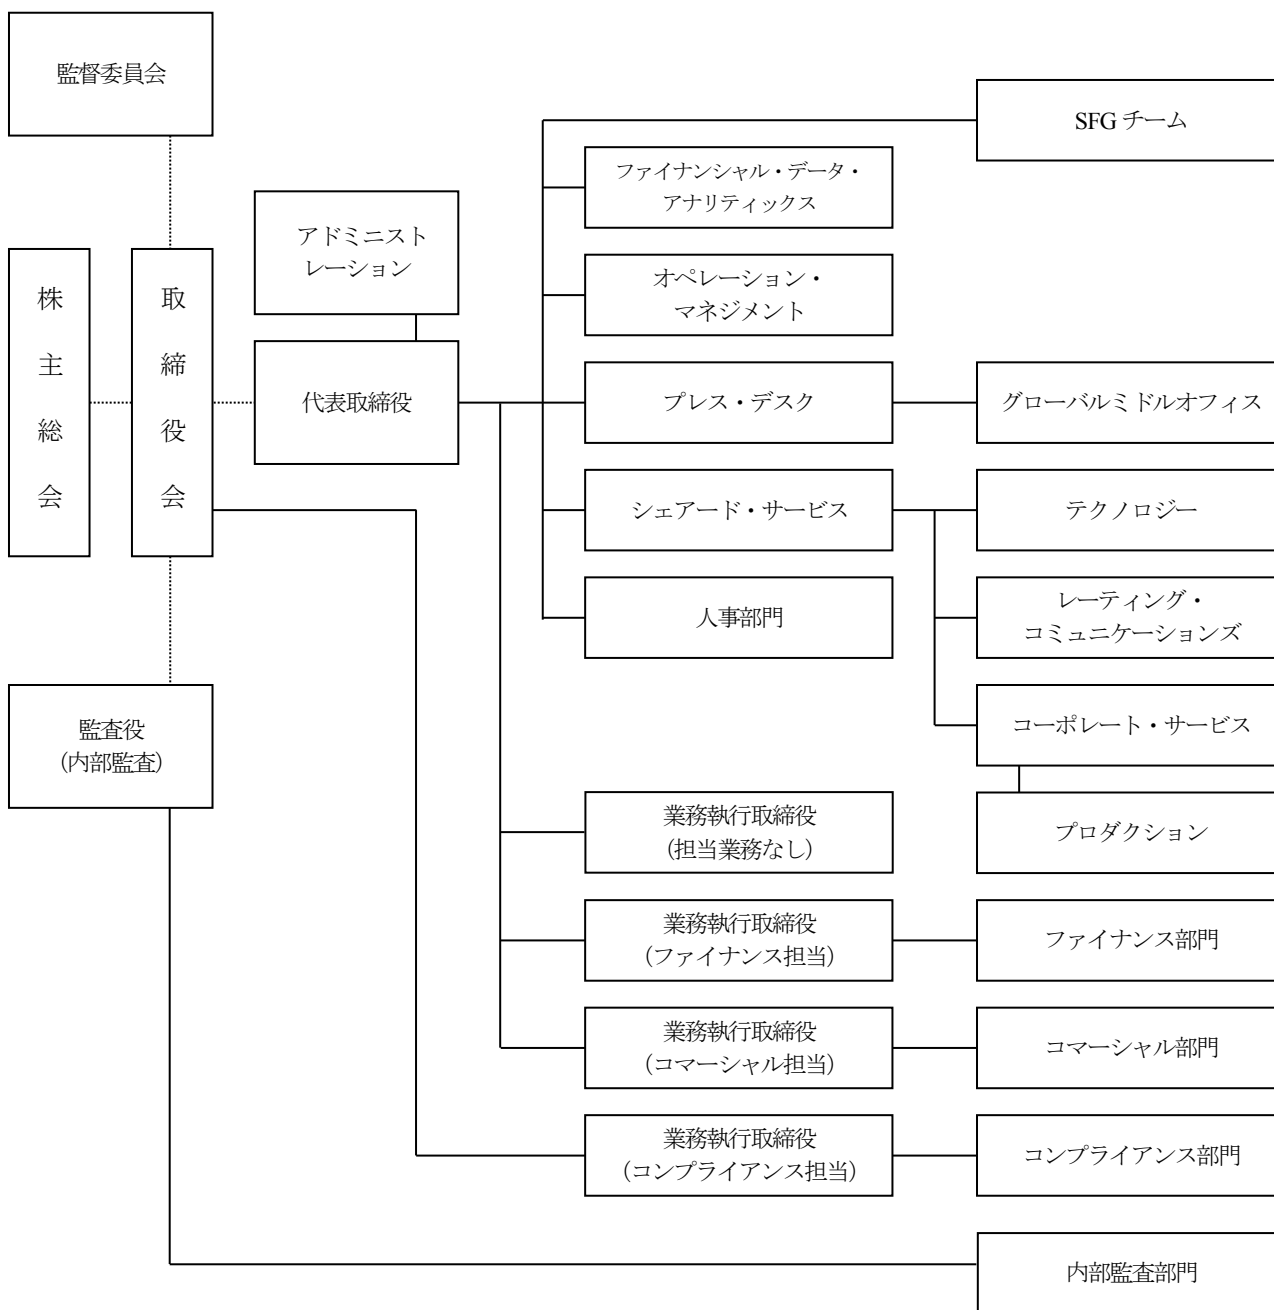 監督委員会
SFG チーム
ファイナンシャル・データ・
アナリティックス
アドミニスト
レーション
オペレーション・
マネジメント
株主総会
取締役会
代表取締役
プレス・デスク
グローバルミドルオフィス
シェアード・サービス
テクノロジー
人事部門
レーティング・
コミュニケーションズ
監査役
(内部監査)
コーポレート・サービス
業務執行取締役
(担当業務なし)
プロダクション
業務執行取締役
(ファイナンス担当)
ファイナンス部門
業務執行取締役
(コマーシャル担当)
コマーシャル部門
業務執行取締役
(コンプライアンス担当)
コンプライアンス部門
内部監査部門